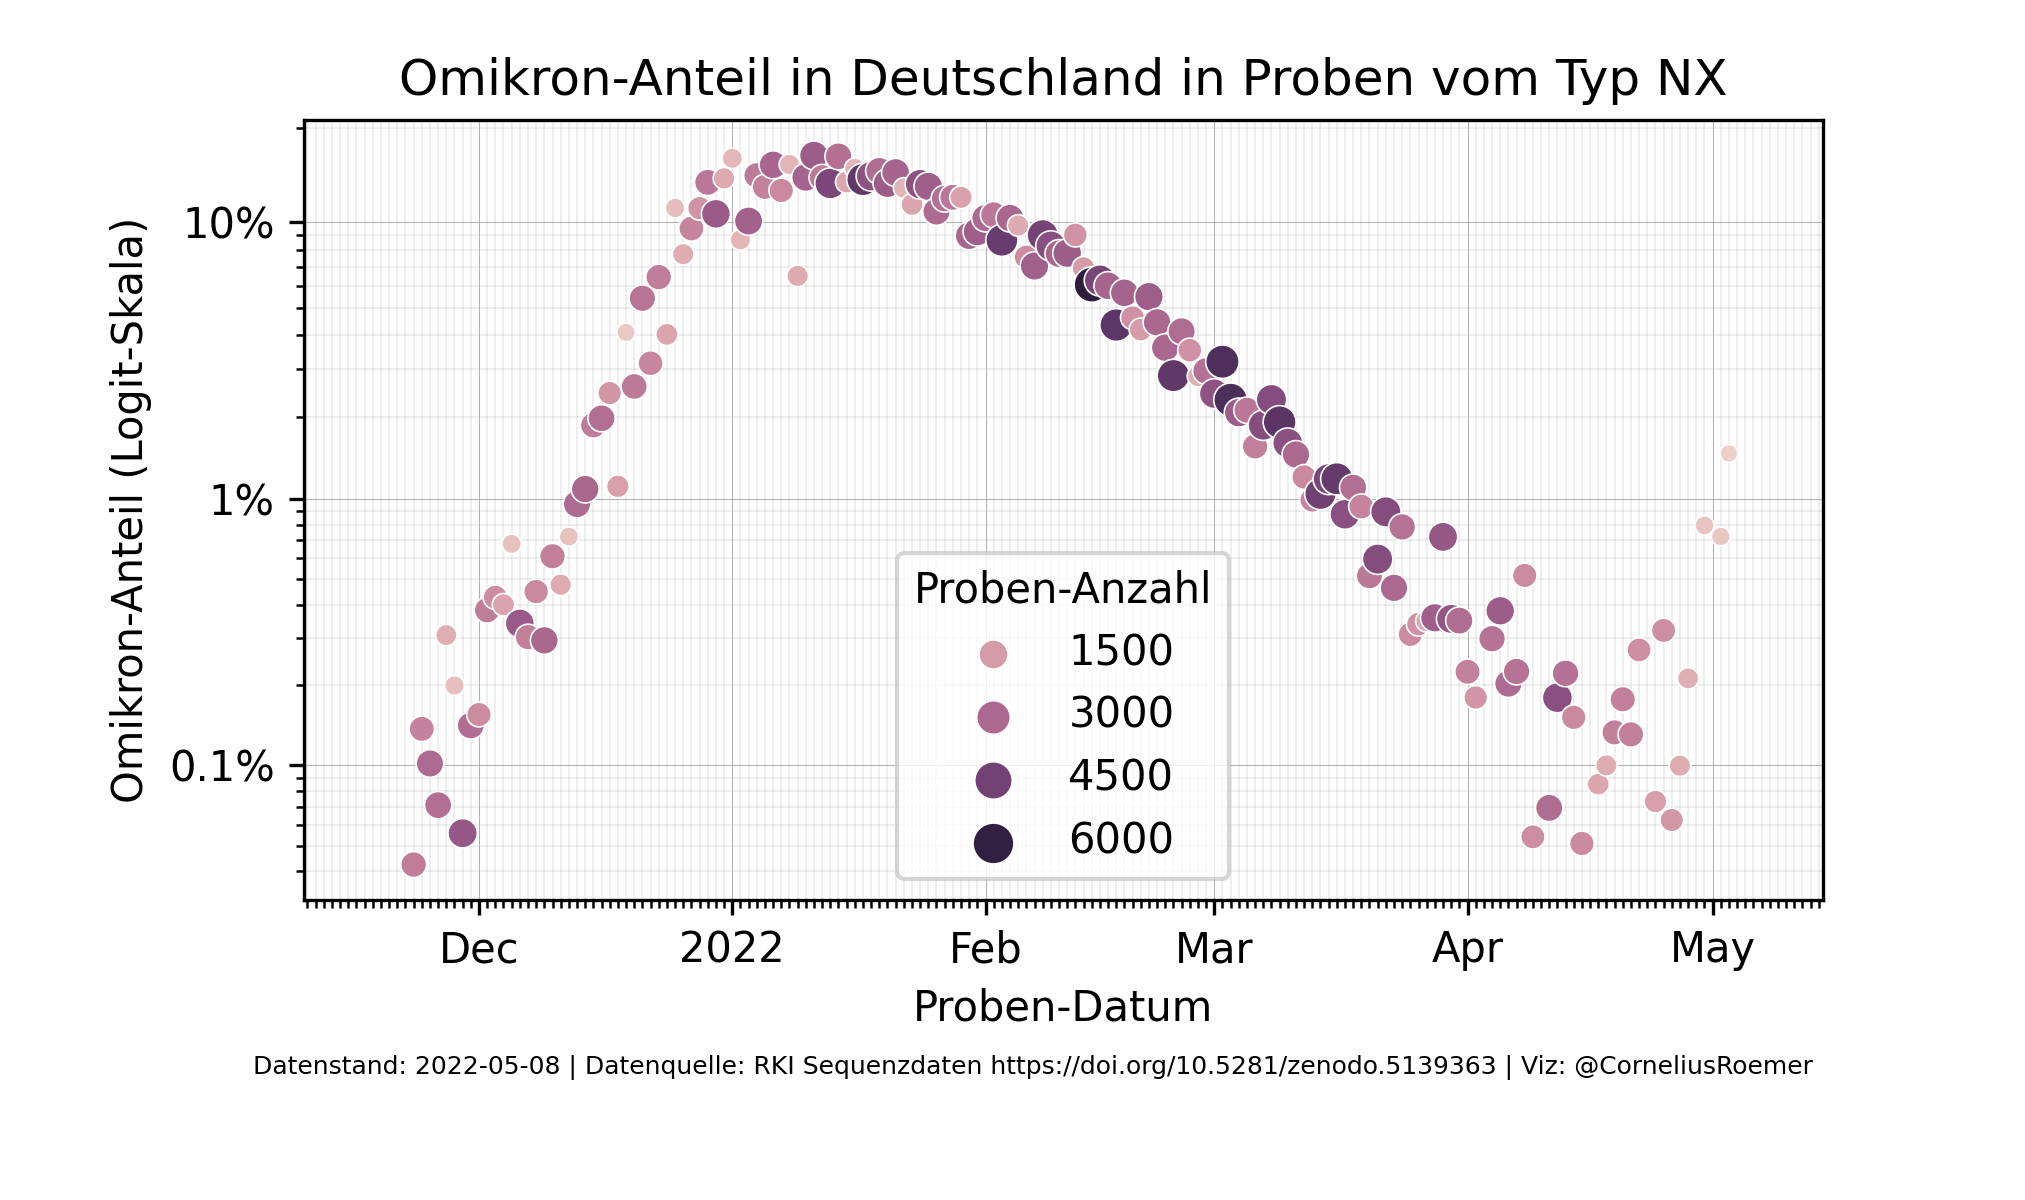 Omikron-Anteil in Deutschland in Proben vom Typ NX
Omikron-Anteil (Logit-Skala)
10%
1%
0.1%
Proben-Anzahl
1500
3000
4500
6000
Dec 2022 Feb Mar Apr May
Proben-Datum
Datenstand: 2022-05-08 | Datenquelle: RKI Sequenzdaten https://doi.org/10.5281/zenodo.5139363 | Viz: @CorneliusRoemer